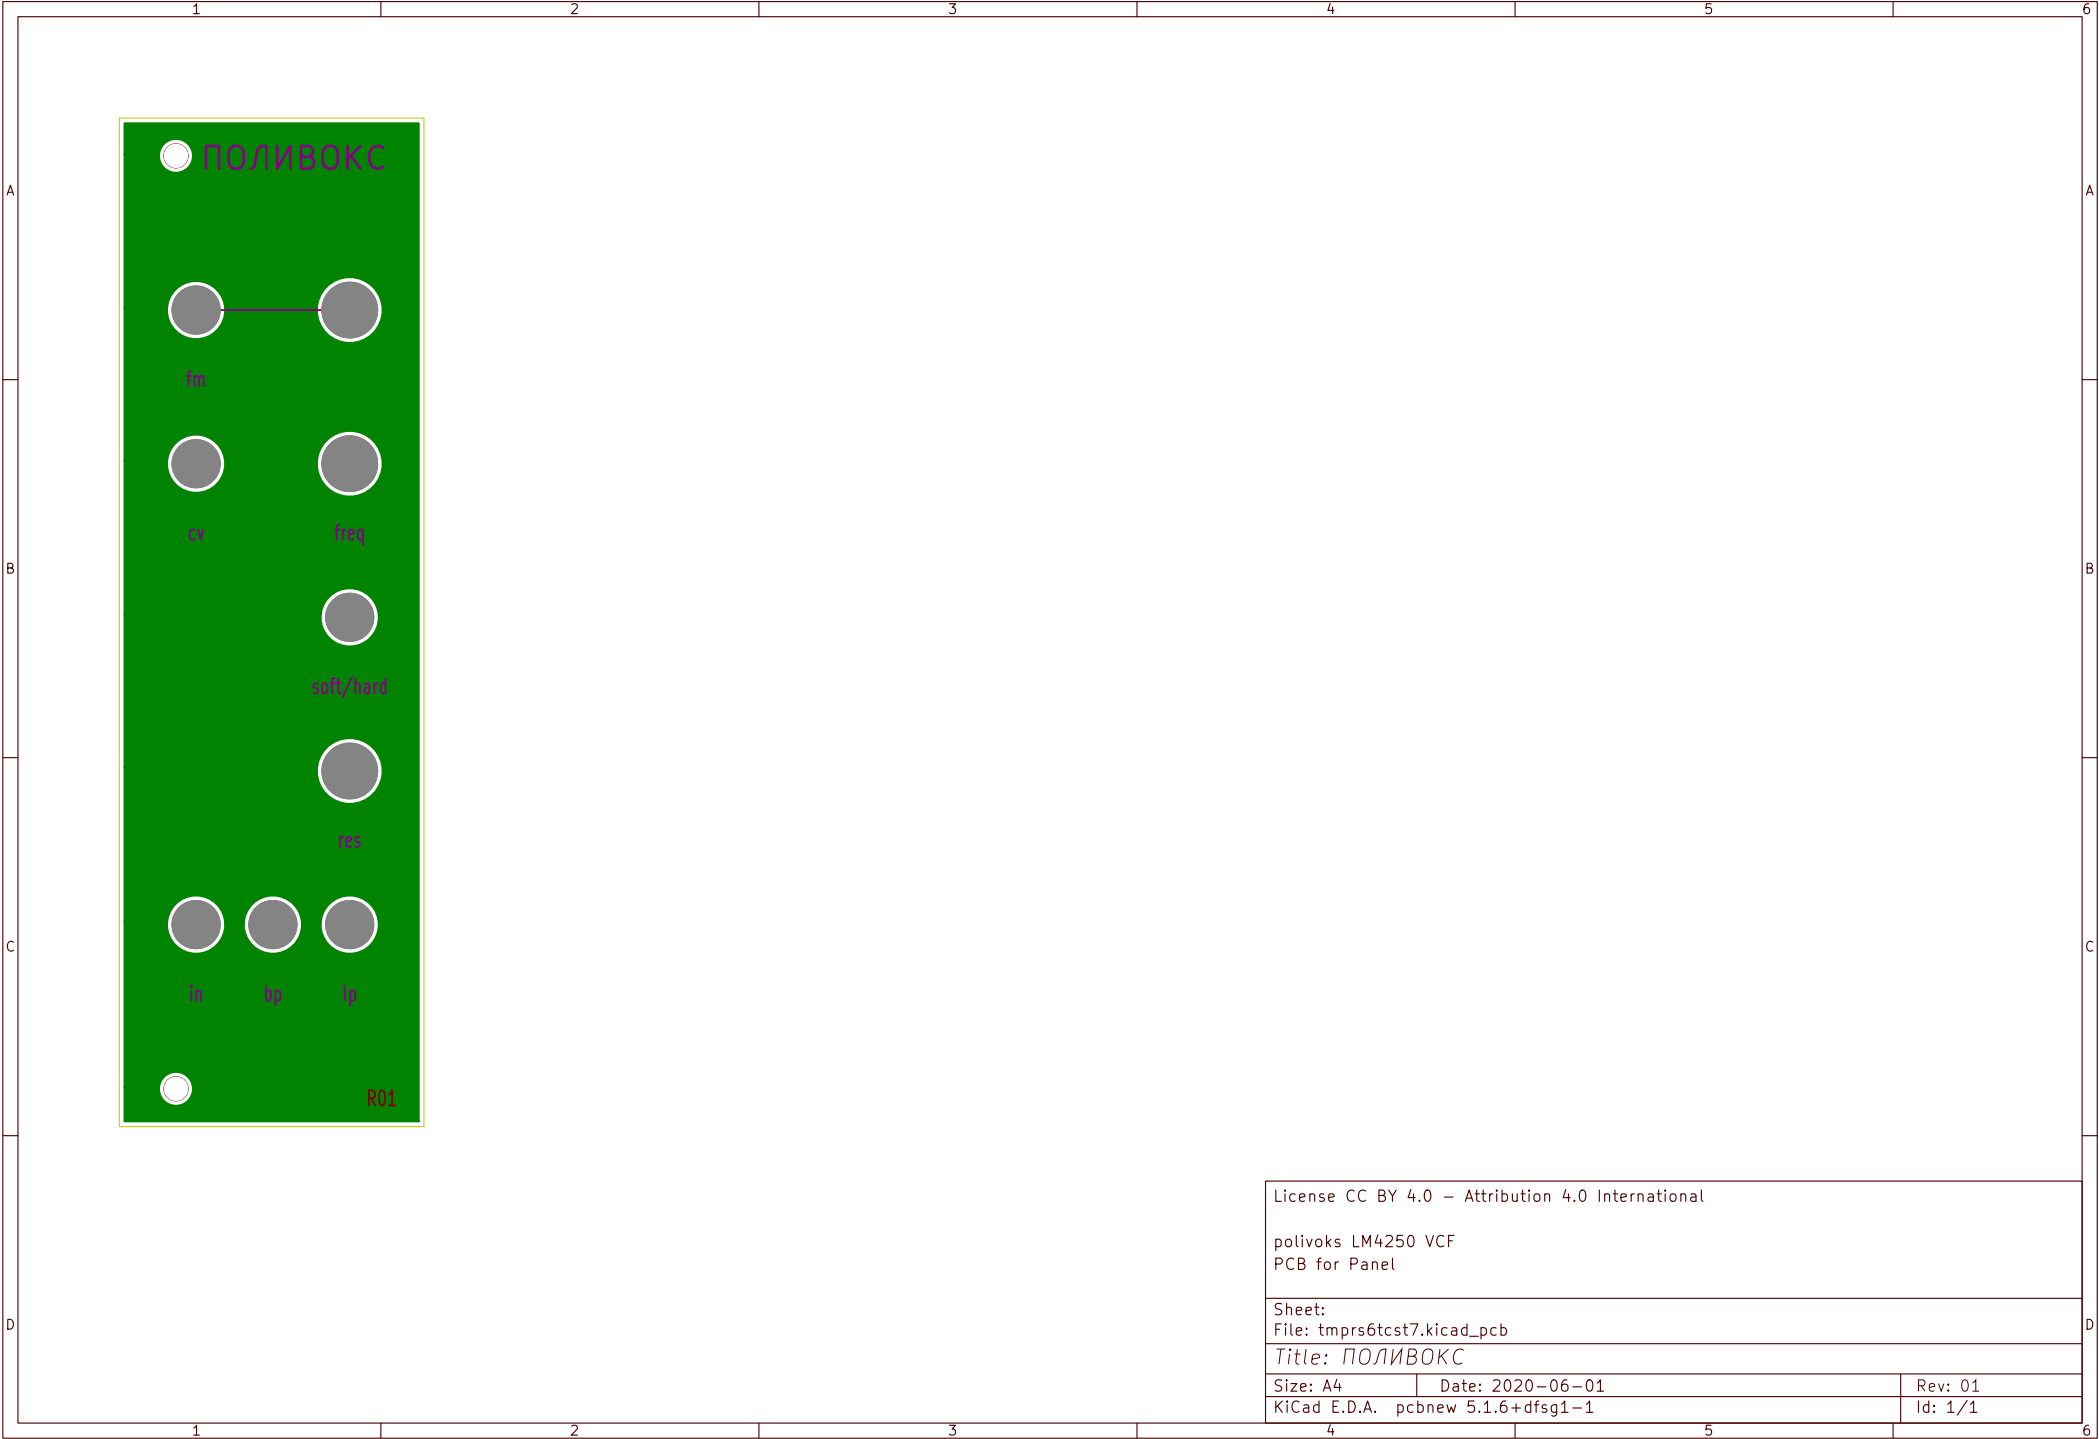 1 2 3 4 5 6
ПОЛИВОКС
A A
fm
cv freq
B B
soft/hard
res
C C
in bp lp
R01
License CC BY 4.0 - Attribution 4.0 International
polivoks LM4250 VCF
PCB for Panel
Sheet:
D D
File: tmprs6tcst7.kicad_pcb
Title: ПОЛИВОКС
Size: A4 Date: 2020-06-01 Rev: 01
KiCad E.D.A. pcbnew 5.1.6+dfsg1-1 Id: 1/1
1 2 3 4 5 6